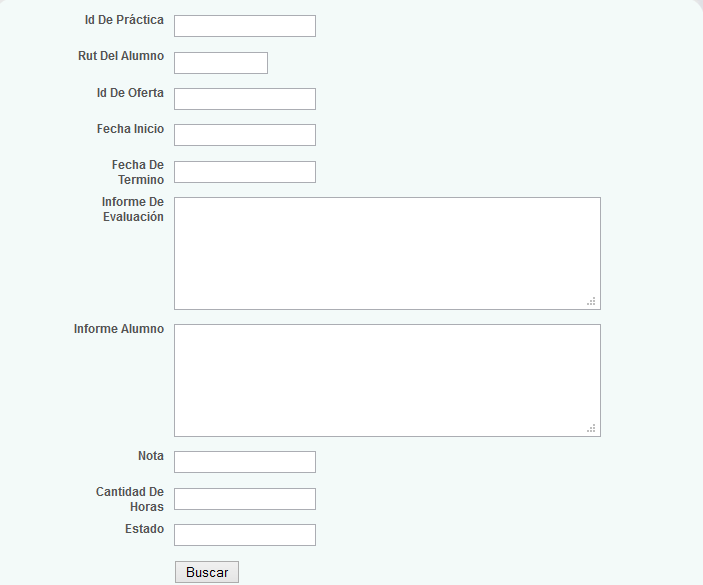 Id De Práctica
Rut Del Alumno
Id De Oferta
Fecha Inicio
Fecha De
Termino
Informe De
Evaluación
Informe Alumno
Nota
Cantidad De
Horas
Estado
Buscar